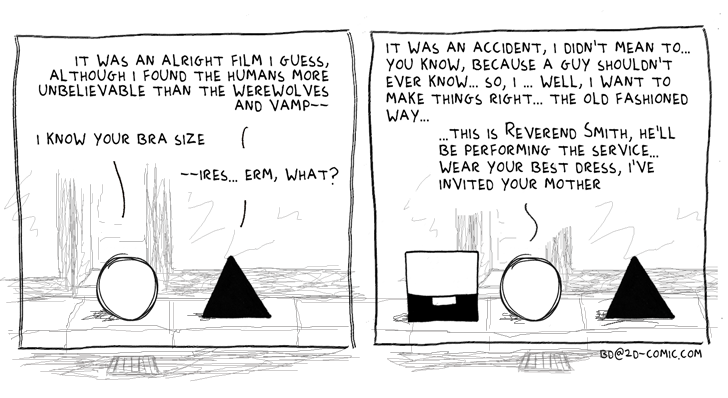 IT WAS AN ALRIGHT FILM I GUESS,
ALTHOUGH I FOUND THE HUMANS MORE
UNBELIEVABLE THAN THE WEREWOLVES
AND VAMP--
I KNOW YOUR BRA SIZE
--IRES... ERM, WHAT?
IT WAS AN ACCIDENT, I DIDN'T MEAN TO...
YOU KNOW, BECAUSE A GUY SHOULDN'T
EVER KNOW... SO, I ... WELL, I WANT TO
MAKE THINGS RIGHT... THE OLD FASHIONED
WAY...
...THIS IS REVEREND SMITH, HE'LL
BE PERFORMING THE SERVICE...
WEAR YOUR BEST DRESS, I'VE
INVITED YOUR MOTHER
BD@2D-COMIC.COM